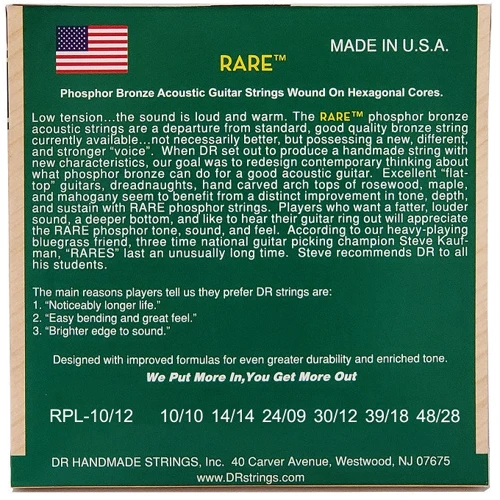 MADE IN U.S.A.
RARE™
Phosphor Bronze Acoustic Guitar Strings Wound On Hexagonal Cores.
Low tension...the sound is loud and warm. The RARE™ phosphor bronze
acoustic strings are a departure from standard, good quality bronze string
currently available...not necessarily better, but possessing a new, different,
and stronger "voice". When DR set out to produce a handmade string with
new characteristics, our goal was to redesign contemporary thinking about
what phosphor bronze can do for a good acoustic guitar. Excellent "flat-
top" guitars, dreadnaughts, hand carved arch tops of rosewood, maple,
and mahogany seem to benefit from a distinct improvement in tone, depth,
and sustain with RARE phosphor strings. Players who want a fatter, louder
sound, a deeper bottom, and like to hear their guitar ring out will appreciate
the RARE phosphor tone, sound, and feel. According to our heavy-playing
bluegrass friend, three time national guitar picking champion Steve Kauf-
man, "RARES" last an unusually long time. Steve recommends DR to all
his students.
The main reasons players tell us they prefer DR strings are:
1. "Noticeably longer life."
2. "Easy bending and great feel."
3. "Brighter edge to sound."
Designed with improved formulas for even greater durability and enriched tone.
We Put More In,You Get More Out
RPL-10/12 10/10 14/14 24/09 30/12 39/18 48/28
DR HANDMADE STRINGS, Inc. 40 Carver Avenue, Westwood, NJ 07675
www.DRstrings.com